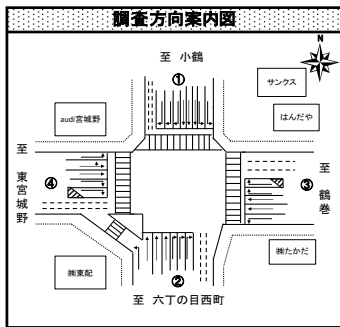 調査方向案内図
至 小鶴
N
①
サンクス
audi宮城野
はんだや
至 東宮城野
④
至 鶴巻
③
㈱たかだ
㈱東配
②
至 六丁の目西町